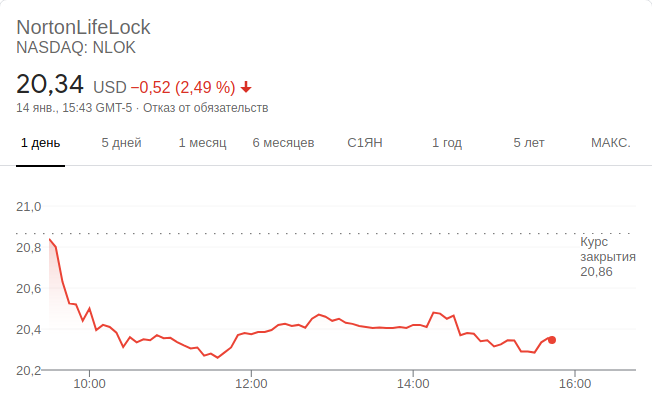 NortonLifeLock
NASDAQ: NLOK
20,34 USD −0,52 (2,49 %)
14 янв., 15:43 GMT-5 · Отказ от обязательств
1 день 5 дней 1 месяц 6 месяцев С1ЯН 1 год 5 лет МАКС.
21,0
Курс
20,8
закрытия
20,86
20,6
20,4
20,2
10:00 12:00 14:00 16:00